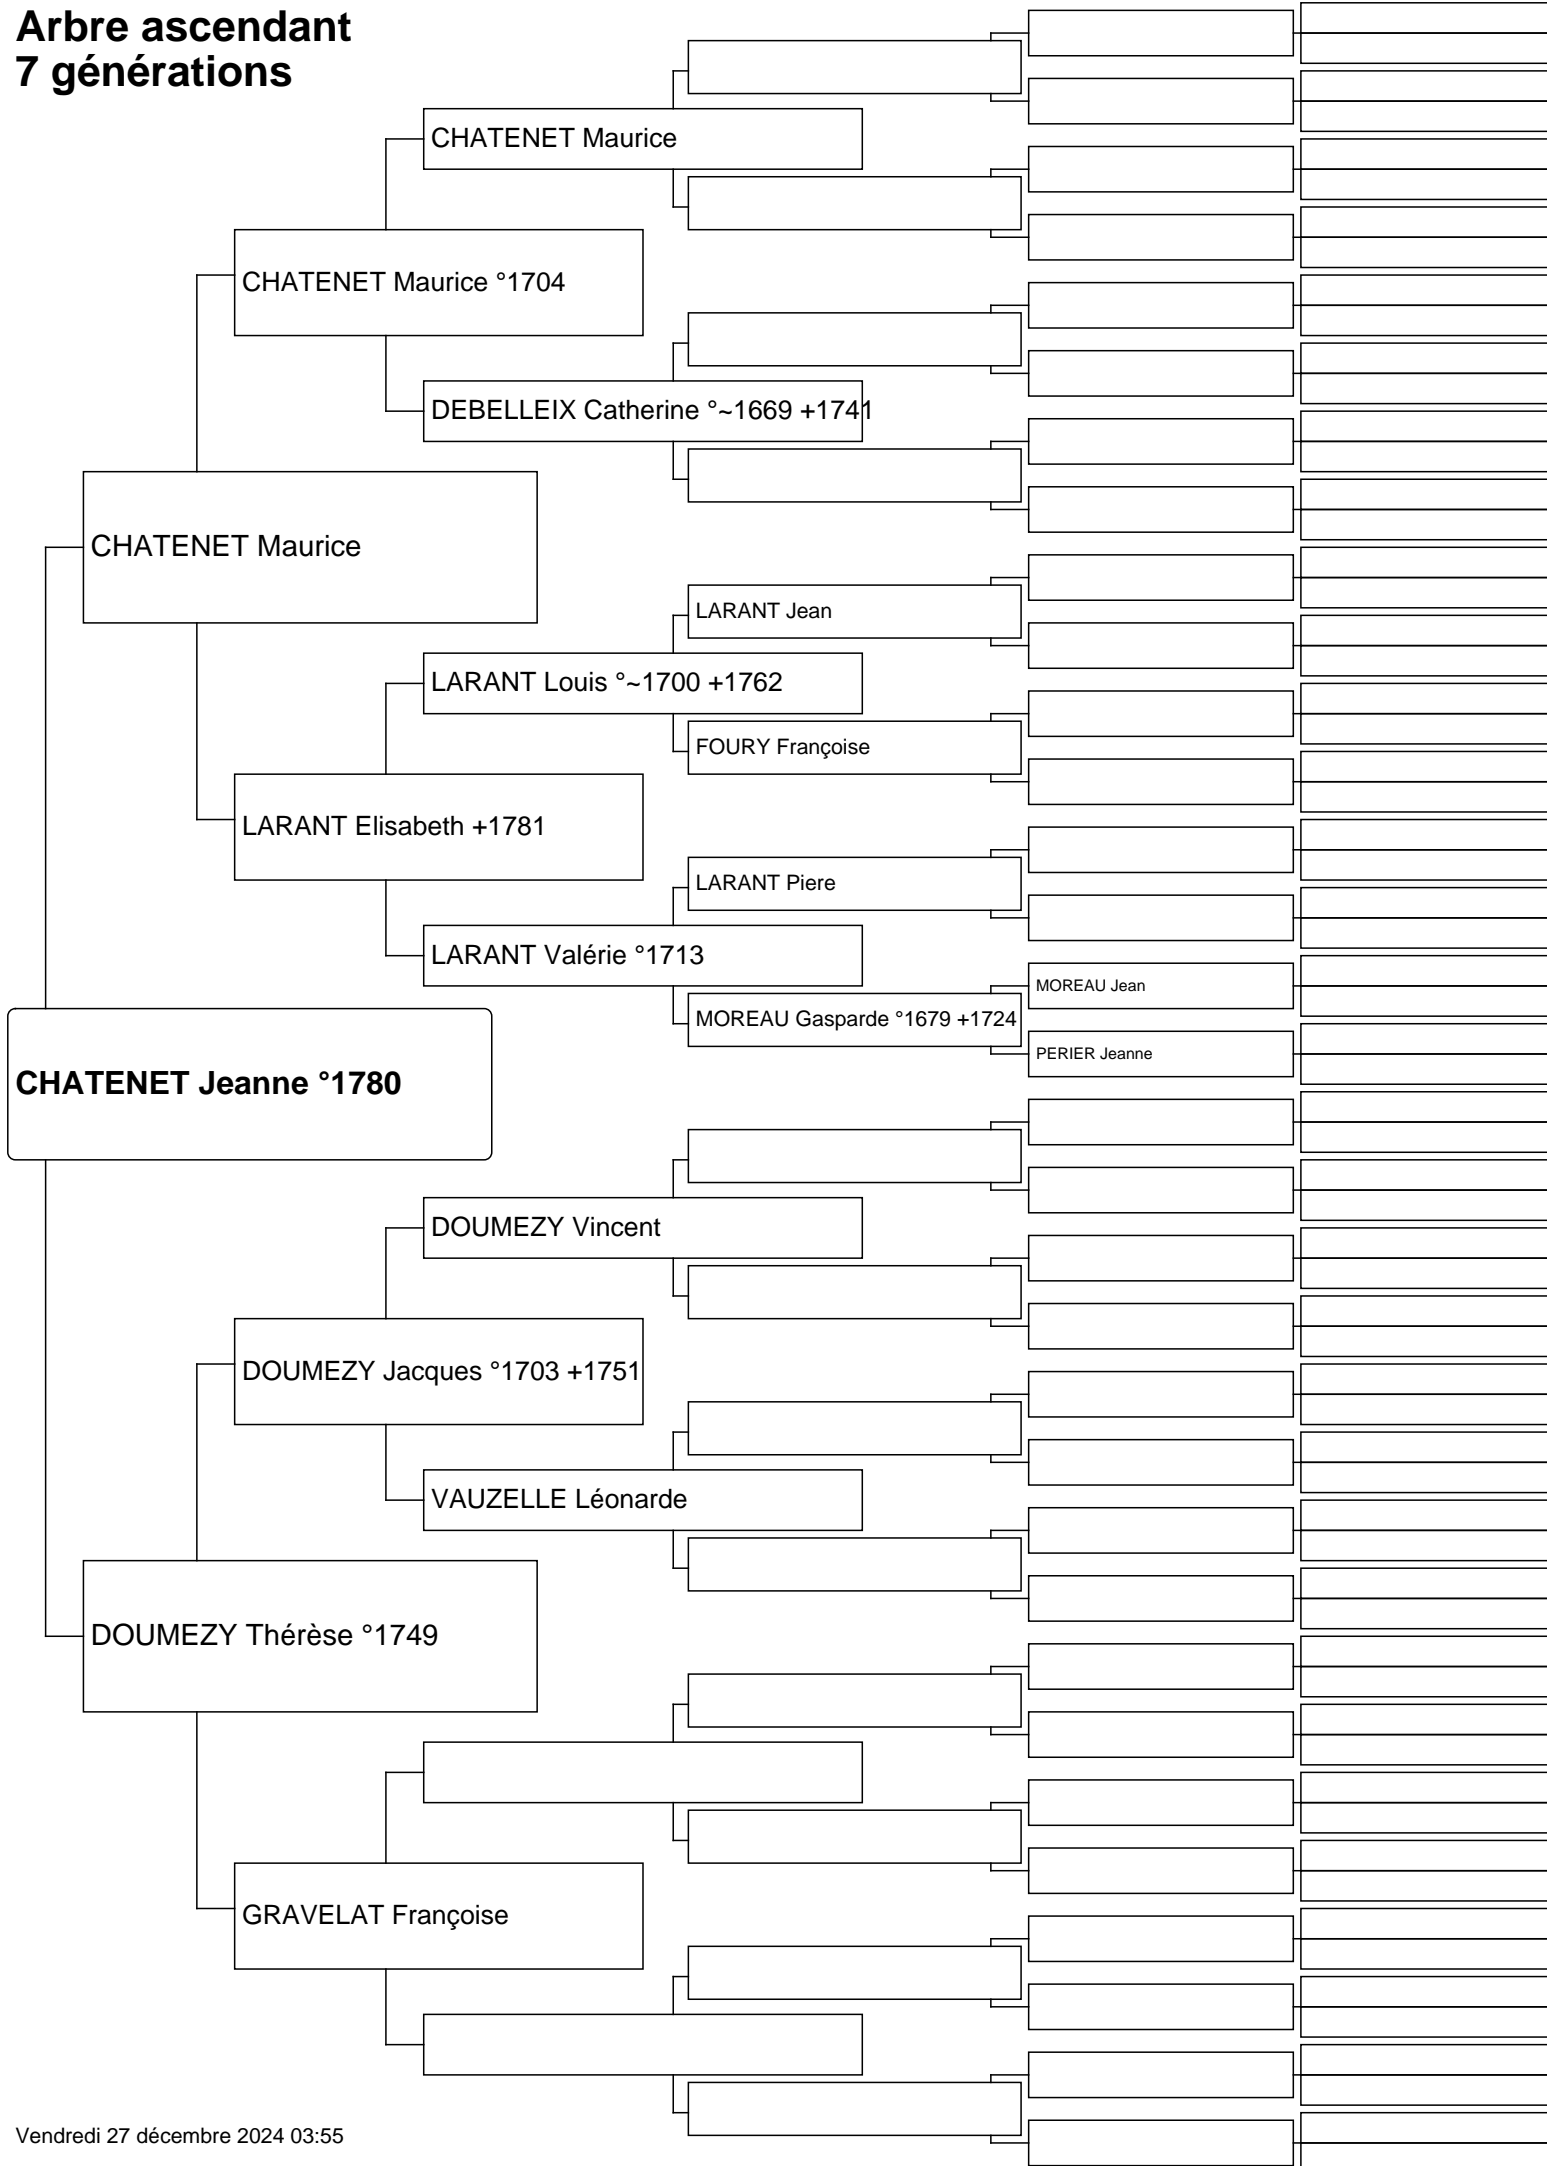 Arbre ascendant
7 générations
CHATENET Maurice
CHATENET Maurice °1704
DEBELLEIX Catherine °~1669 +1741
CHATENET Maurice
LARANT Jean
LARANT Louis °~1700 +1762
FOURY Françoise
LARANT Elisabeth +1781
LARANT Piere
LARANT Valérie °1713
MOREAU Jean
MOREAU Gasparde °1679 +1724
PERIER Jeanne
CHATENET Jeanne °1780
DOUMEZY Vincent
DOUMEZY Jacques °1703 +1751
VAUZELLE Léonarde
DOUMEZY Thérèse °1749
GRAVELAT Françoise
Vendredi 27 décembre 2024 03:55